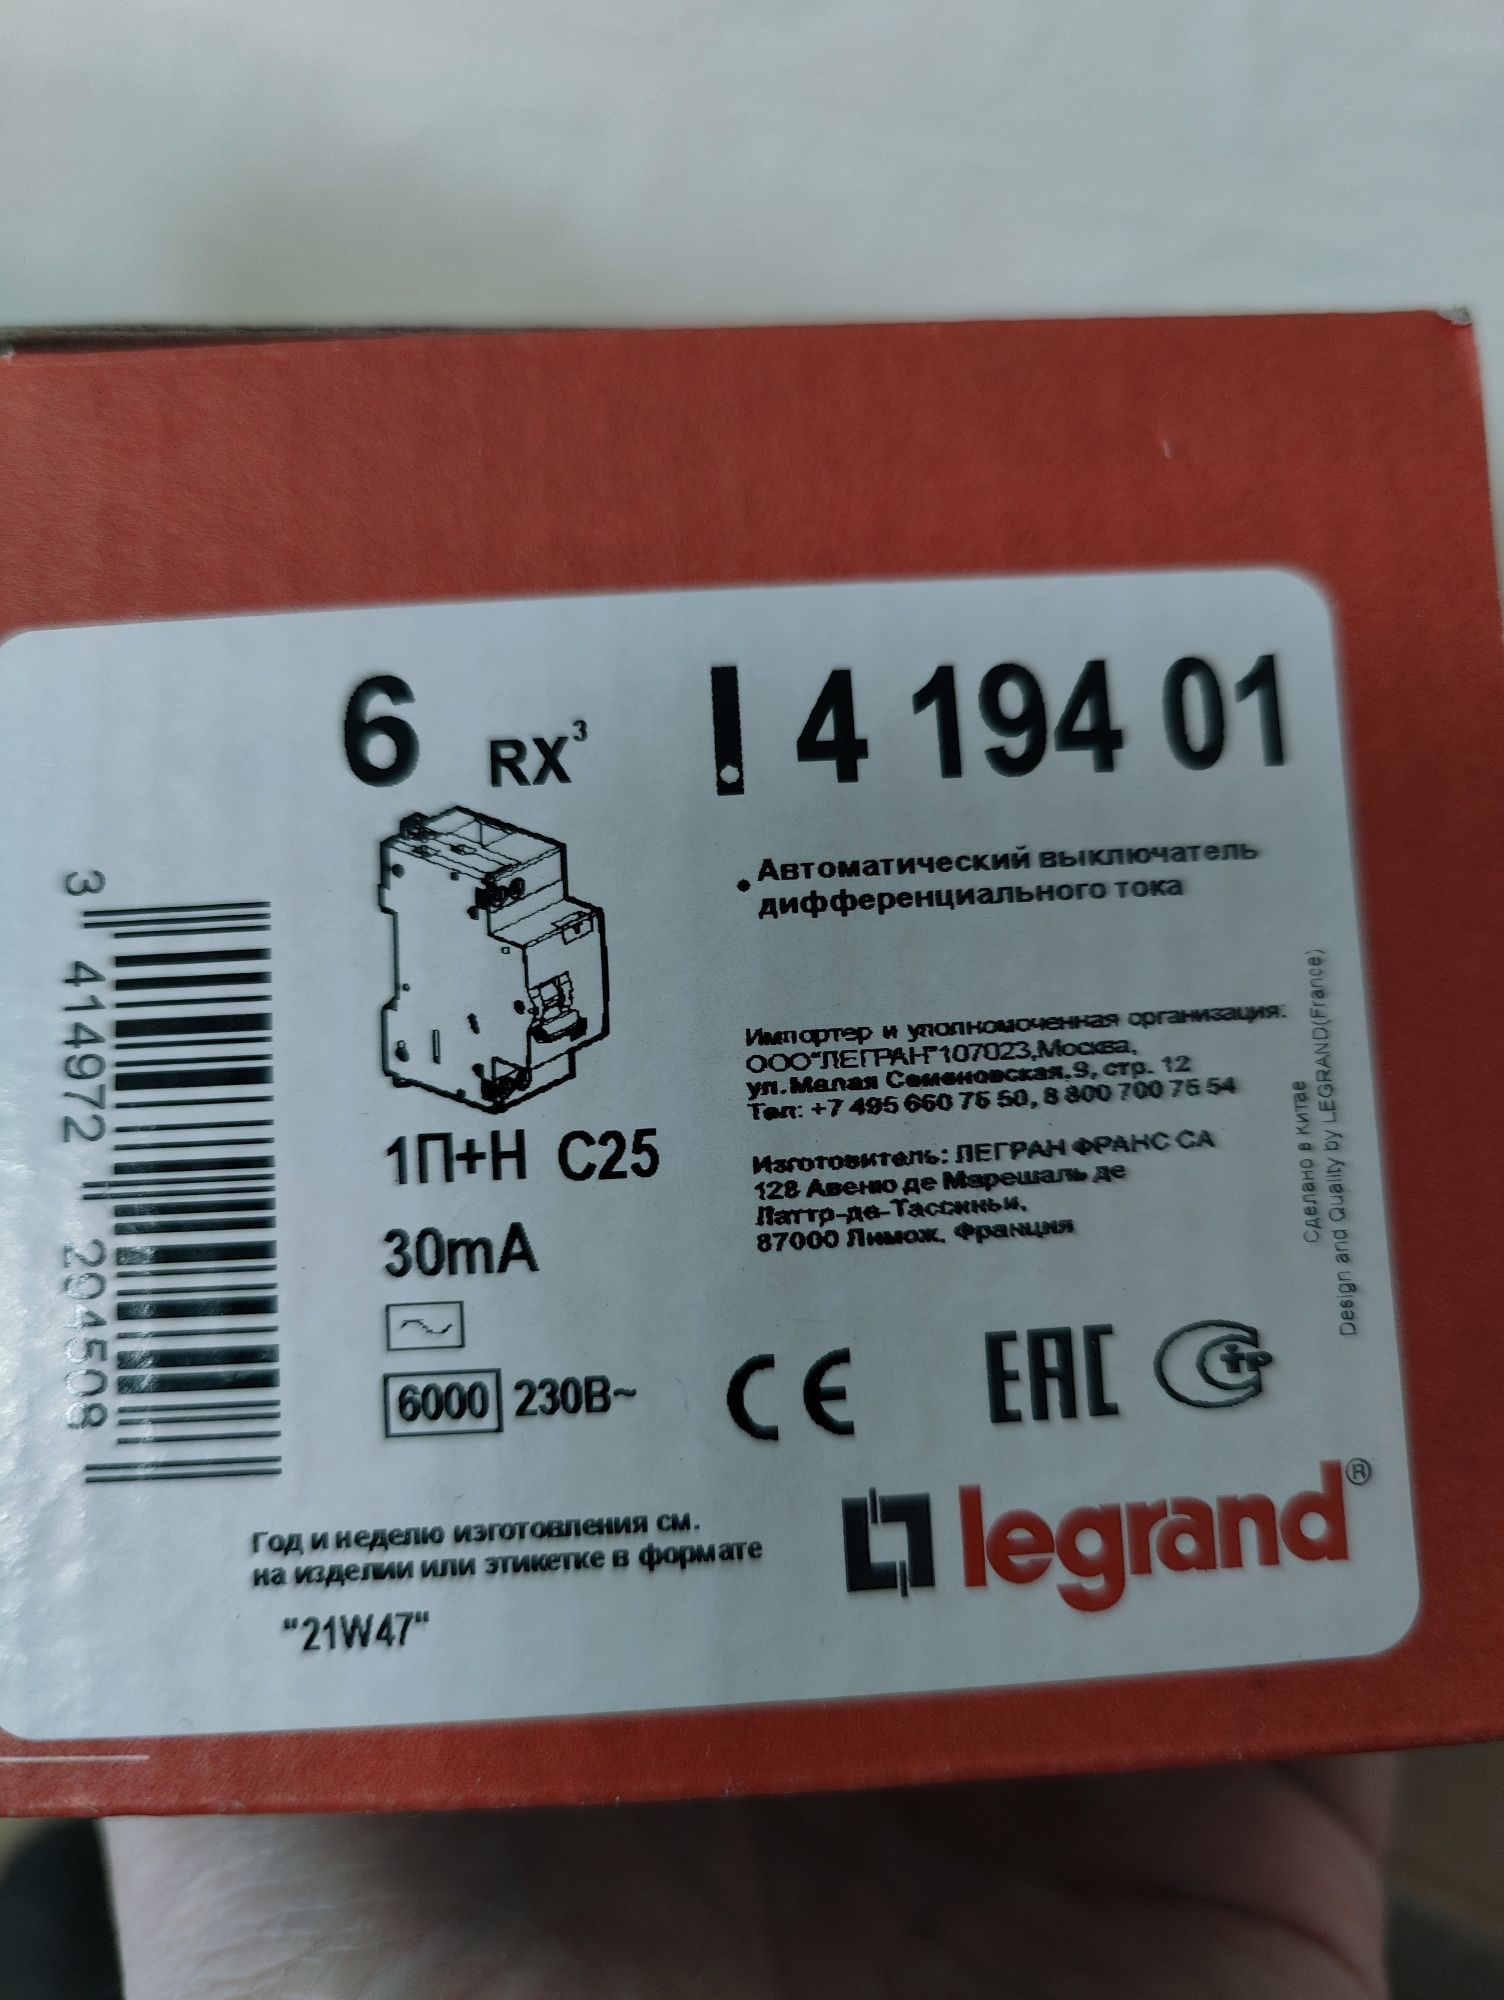 6 RX³ 4 194 01
Автоматический выключатель
дифференциального тока
Импортер и уполномоченная организация:
ООО"ЛЕГРАН"107023,Москва,
ул.Малая Семеновская.9, стр. 12
Тел: +7 495 660 75 50, 8 800 700 75 54
1П+Н C25
30mA
6000 230В~
Изготовитель: ЛЕГРАН ФРАНС СА
128 Авеню де Марешаль де
Латтр-де-Тассиньи,
87000 Лимож, Франция
Сделано в Китае
Design and Quality by LEGRAND(France)
CE EAC Стр
legrand®
Год и неделю изготовления см.
на изделии или этикетке в формате
"21W47"
3 414972 204508